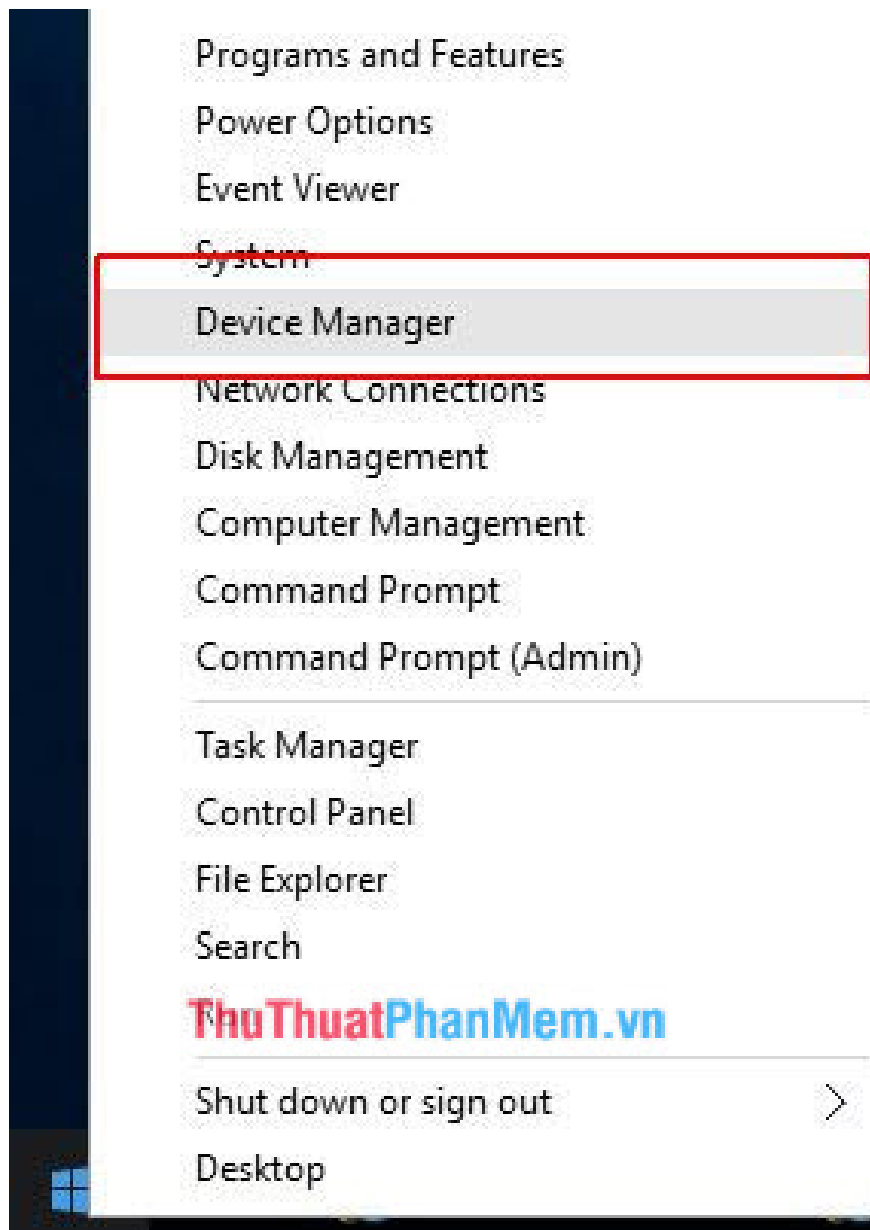 Programs and Features
Power Options
Event Viewer
System
Device Manager
Network Connections
Disk Management
Computer Management
Command Prompt
Command Prompt (Admin)
Task Manager
Control Panel
File Explorer
Search
ThuThuatPhanMem.vn
Shut down or sign out
Desktop